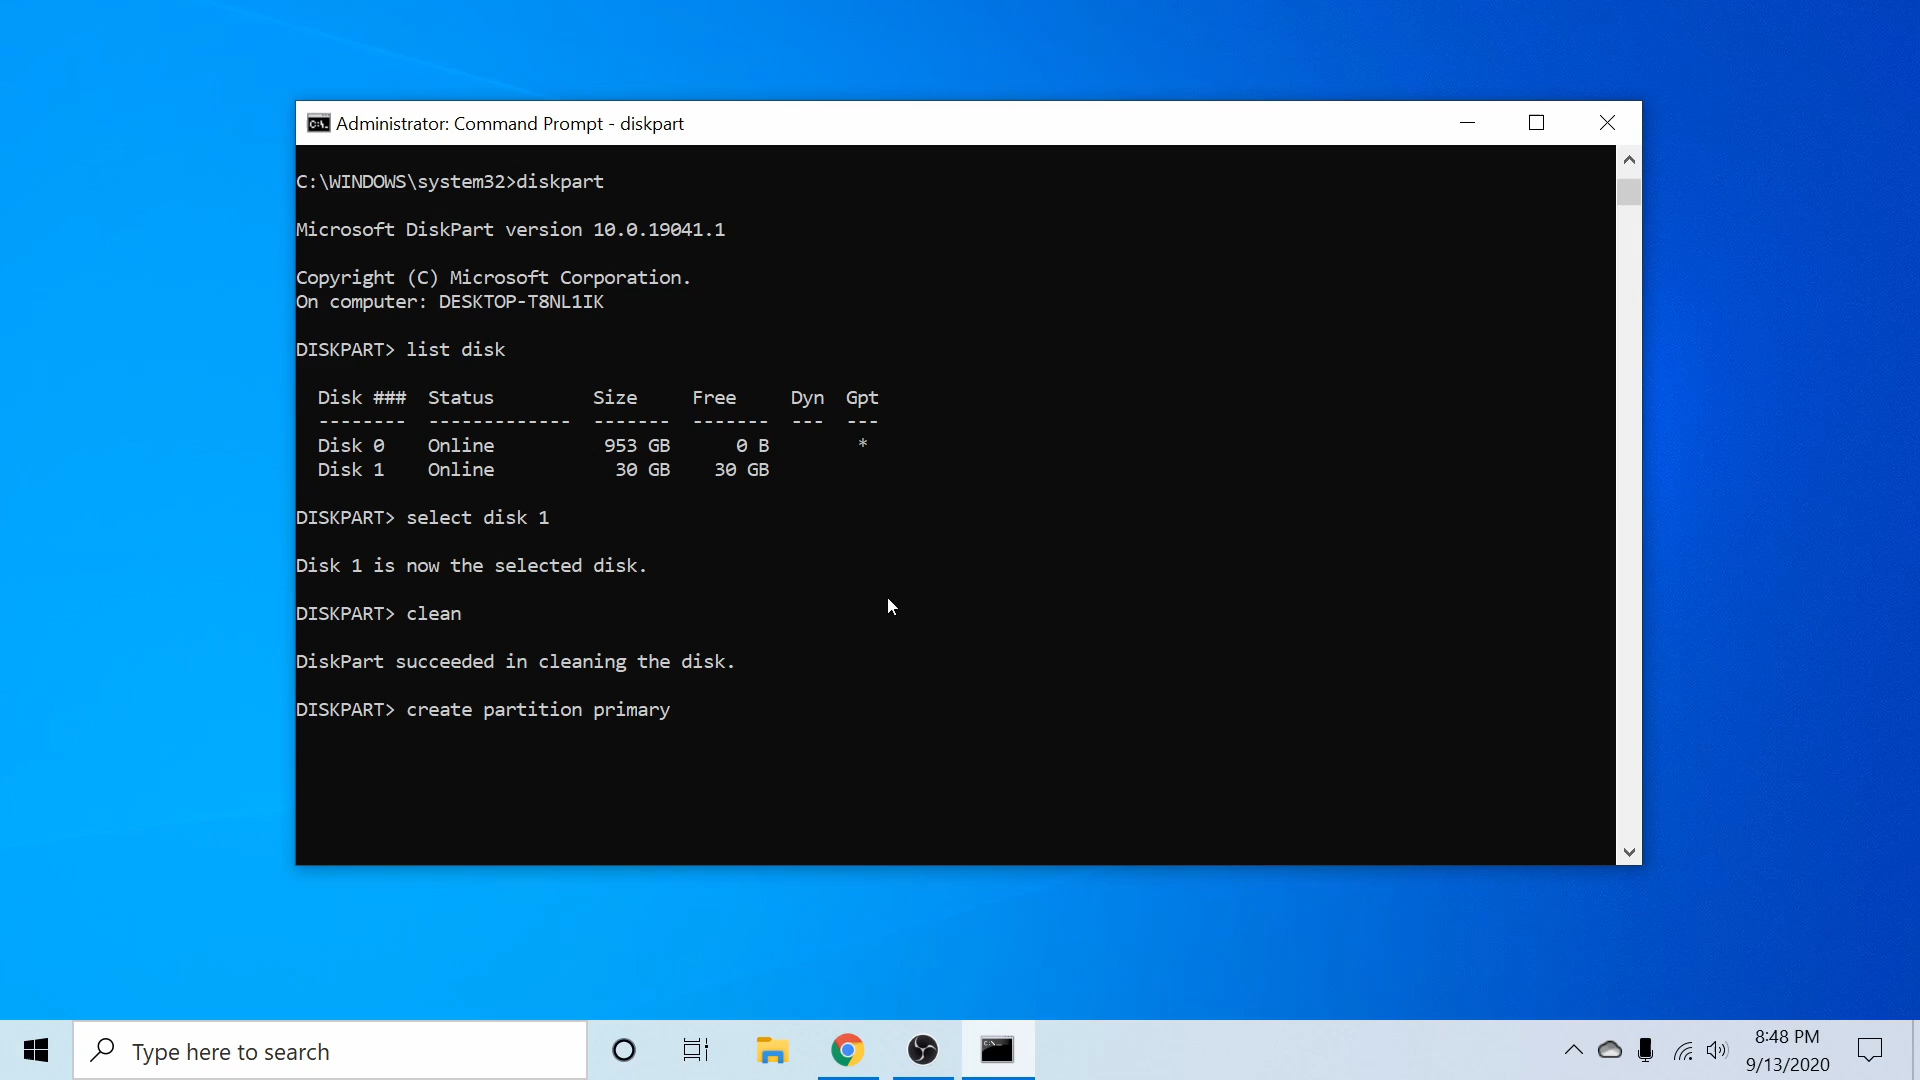 Administrator: Command Prompt - diskpart
C:\WINDOWS\system32>diskpart
Microsoft DiskPart version 10.0.19041.1
Copyright (C) Microsoft Corporation.
On computer: DESKTOP-T8NL1IK
DISKPART> list disk
  Disk ###  Status         Size     Free     Dyn  Gpt
  --------  -------------  -------  -------  ---  ---
  Disk 0    Online          953 GB      0 B        *
  Disk 1    Online           30 GB    30 GB
DISKPART> select disk 1
Disk 1 is now the selected disk.
DISKPART> clean
DiskPart succeeded in cleaning the disk.
DISKPART> create partition primary
Type here to search
8:48 PM
9/13/2020